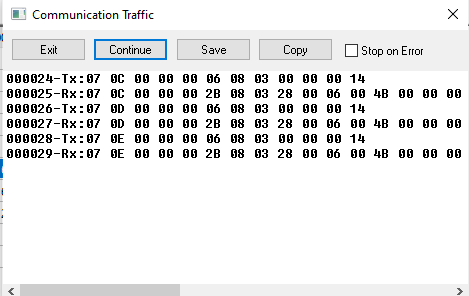 Communication Traffic
Exit Continue Save Copy Stop on Error
000024-Tx:07 0C 00 00 00 06 08 03 00 00 00 14
000025-Rx:07 0C 00 00 00 2B 08 03 28 00 06 00 4B 00 00 00
000026-Tx:07 0D 00 00 00 06 08 03 00 00 00 14
000027-Rx:07 0D 00 00 00 2B 08 03 28 00 06 00 4B 00 00 00
000028-Tx:07 0E 00 00 00 06 08 03 00 00 00 14
000029-Rx:07 0E 00 00 00 2B 08 03 28 00 06 00 4B 00 00 00